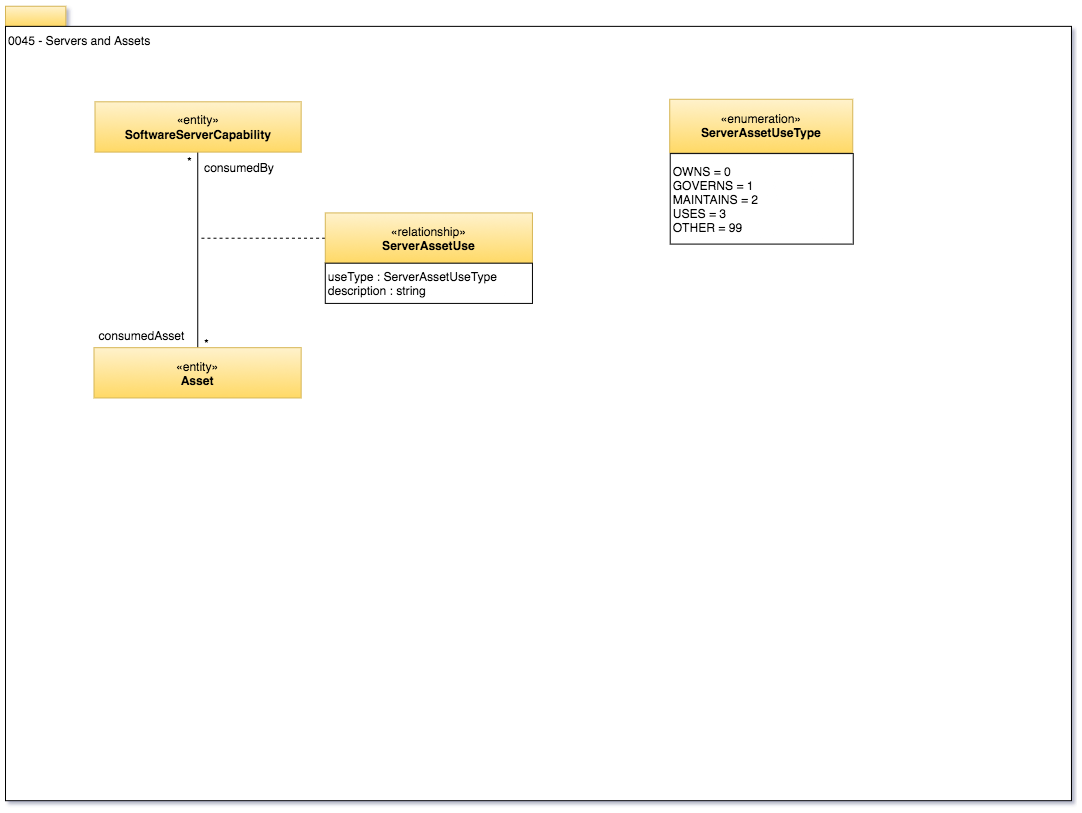 0045 - Servers and Assets
«entity»
SoftwareServerCapability
*
consumedBy
«relationship»
ServerAssetUse
useType : ServerAssetUseType
description : string
consumedAsset
*
«entity»
Asset
«enumeration»
ServerAssetUseType
OWNS = 0
GOVERNS = 1
MAINTAINS = 2
USES = 3
OTHER = 99